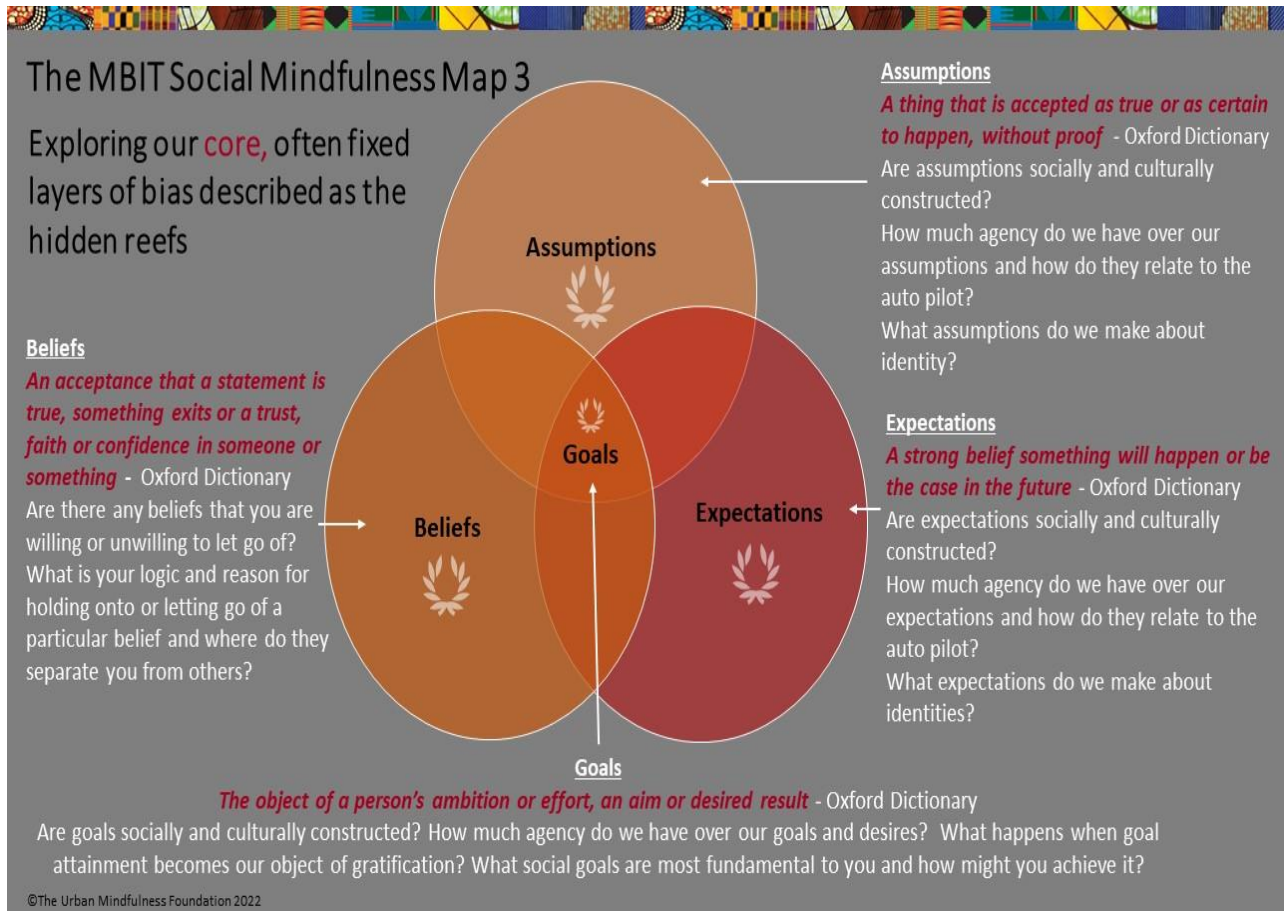 The MBIT Social Mindfulness Map 3
Exploring our core, often fixed
layers of bias described as the
hidden reefs
Assumptions
A thing that is accepted as true or as certain
to happen, without proof - Oxford Dictionary
Are assumptions socially and culturally
constructed?
How much agency do we have over our
assumptions and how do they relate to the
auto pilot?
What assumptions do we make about
identity?
Assumptions
Beliefs
An acceptance that a statement is
true, something exits or a trust,
faith or confidence in someone or
something - Oxford Dictionary
Are there any beliefs that you are
willing or unwilling to let go of?
What is your logic and reason for
holding onto or letting go of a
particular belief and where do they
separate you from others?
Goals
Beliefs
Expectations
Expectations
A strong belief something will happen or be
the case in the future - Oxford Dictionary
Are expectations socially and culturally
constructed?
How much agency do we have over our
expectations and how do they relate to the
auto pilot?
What expectations do we make about
identities?
Goals
The object of a person's ambition or effort, an aim or desired result - Oxford Dictionary
Are goals socially and culturally constructed? How much agency do we have over our goals and desires? What happens when goal
attainment becomes our object of gratification? What social goals are most fundamental to you and how might you achieve it?
©The Urban Mindfulness Foundation 2022